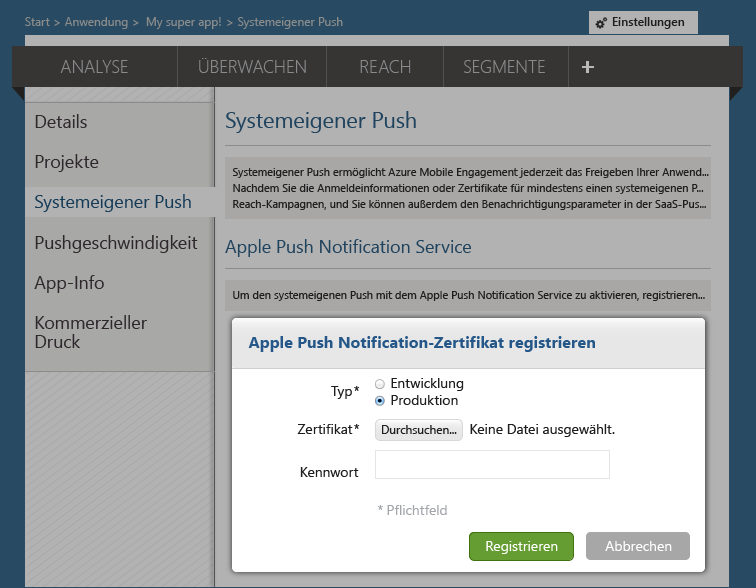 Start > Anwendung > My super app! > Systemeigener Push
Einstellungen
ANALYSE ÜBERWACHEN REACH SEGMENTE +
Details
Projekte
Systemeigener Push
Pushgeschwindigkeit
App-Info
Kommerzieller
Druck
Systemeigener Push
Systemeigener Push ermöglicht Azure Mobile Engagement jederzeit das Freigeben Ihrer Anwend...
Nachdem Sie die Anmeldeinformationen oder Zertifikate für mindestens einen systemeigenen P...
Reach-Kampagnen, und Sie können außerdem den Benachrichtigungsparameter in der SaaS-Pus...
Apple Push Notification Service
Um den systemeigenen Push mit dem Apple Push Notification Service zu aktivieren, registrieren...
Apple Push Notification-Zertifikat registrieren
Typ*
Entwicklung
Produktion
Zertifikat* Durchsuchen... Keine Datei ausgewählt.
Kennwort
* Pflichtfeld
Registrieren Abbrechen